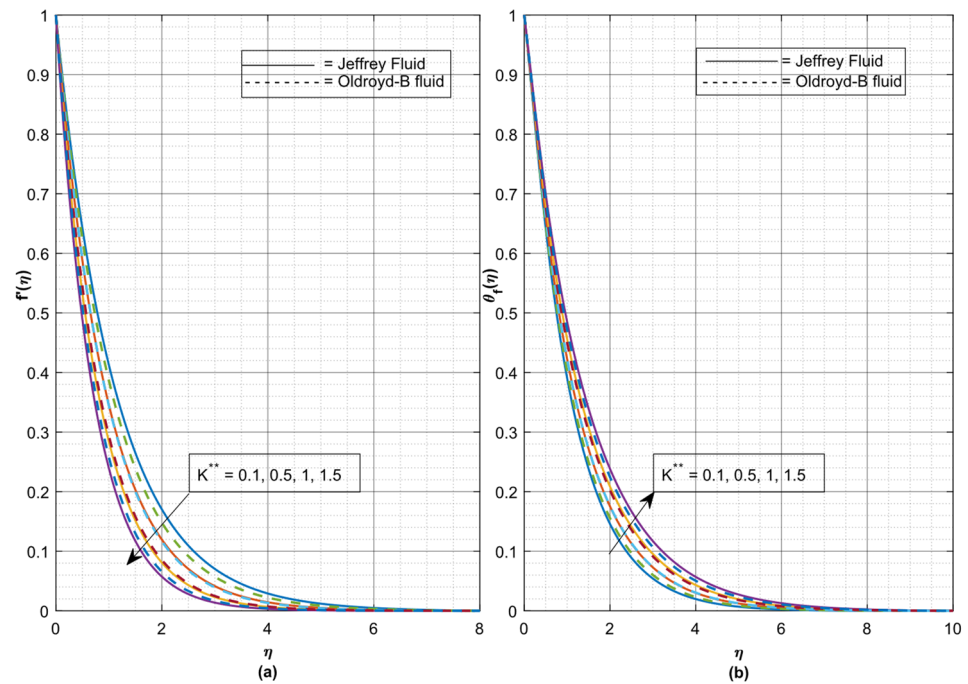 1
0.9
0.8
0.7
0.6
0.5
0.4
0.3
0.2
0.1
0
f'(η)
= Jeffrey Fluid
= Oldroyd-B fluid
K** = 0.1, 0.5, 1, 1.5
0 2 4 6 8
η
(a)
1
0.9
0.8
0.7
0.6
0.5
0.4
0.3
0.2
0.1
0
θf(η)
= Jeffrey Fluid
= Oldroyd-B fluid
K** = 0.1, 0.5, 1, 1.5
0 2 4 6 8 10
η
(b)